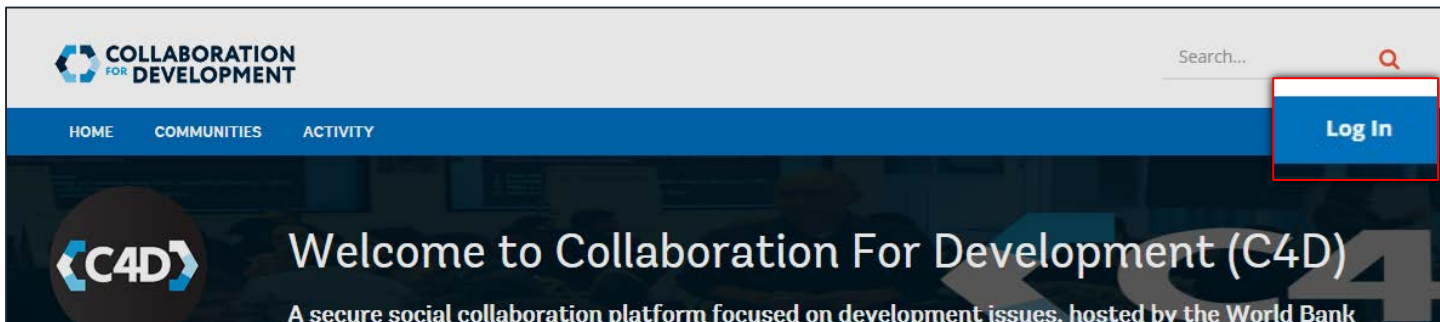 COLLABORATION
FOR DEVELOPMENT
Search...
HOME COMMUNITIES ACTIVITY
Log In
C4D
Welcome to Collaboration For Development (C4D)
A secure social collaboration platform focused on development issues, hosted by the World Bank
C4